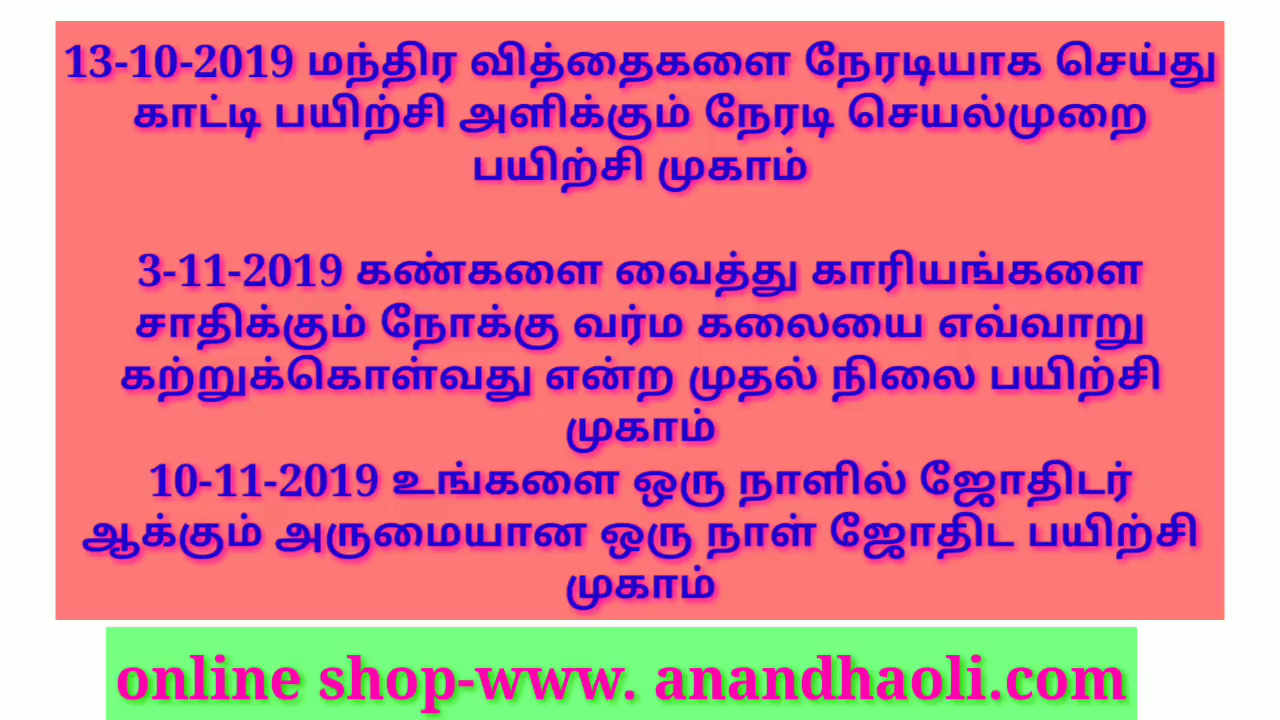 13-10-2019 மந்திர வித்தைகளை நேரடியாக செய்து
காட்டி பயிற்சி அளிக்கும் நேரடி செயல்முறை
பயிற்சி முகாம்
3-11-2019 கண்களை வைத்து காரியங்களை
சாதிக்கும் நோக்கு வர்ம கலையை எவ்வாறு
கற்றுக்கொள்வது என்ற முதல் நிலை பயிற்சி
முகாம்
10-11-2019 உங்களை ஒரு நாளில் ஜோதிடர்
ஆக்கும் அருமையான ஒரு நாள் ஜோதிட பயிற்சி
முகாம்
online shop-www. anandhaoli.com